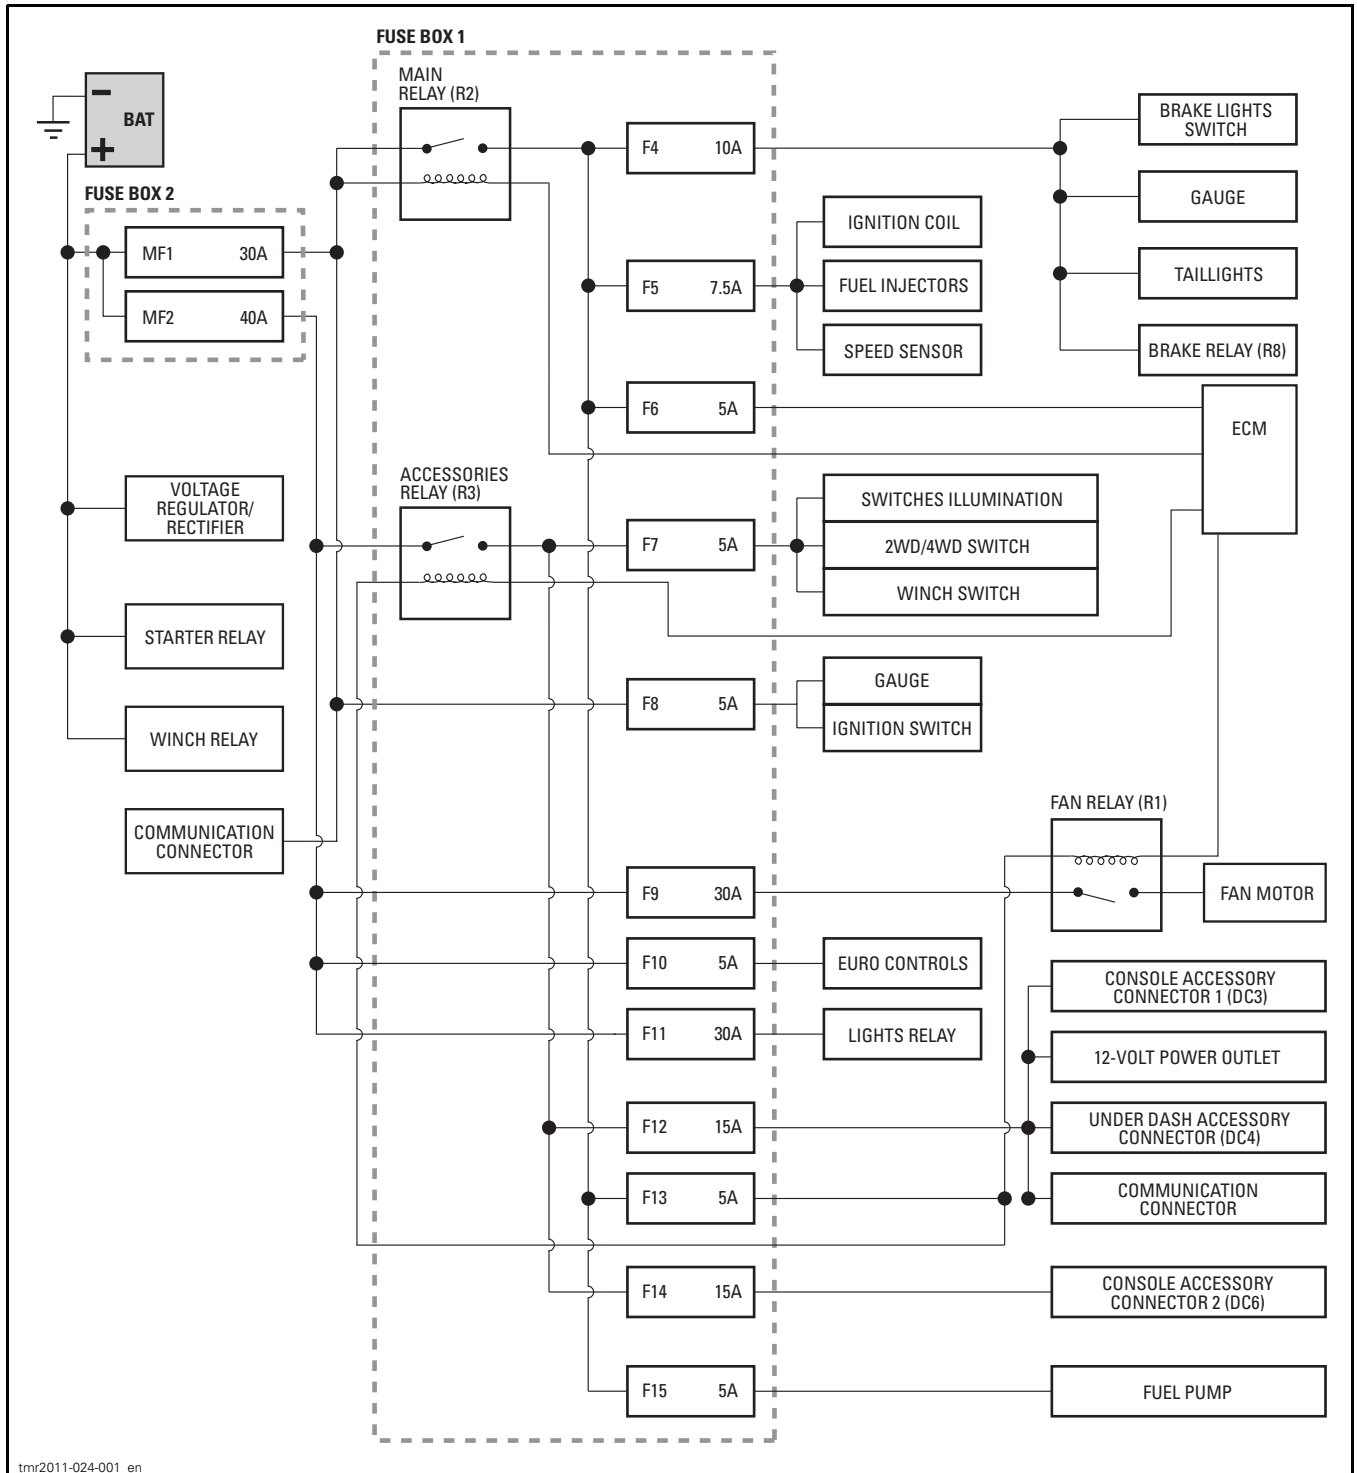 FUSE BOX 1
MAIN
RELAY (R2)
BAT
FUSE BOX 2
MF1 30A
MF2 40A
VOLTAGE
REGULATOR/
RECTIFIER
STARTER RELAY
WINCH RELAY
COMMUNICATION
CONNECTOR
ACCESSORIES
RELAY (R3)
F4 10A
F5 7.5A
F6 5A
F7 5A
F8 5A
F9 30A
F10 5A
F11 30A
F12 15A
F13 5A
F14 15A
F15 5A
BRAKE LIGHTS
SWITCH
GAUGE
TAILLIGHTS
BRAKE RELAY (R8)
IGNITION COIL
FUEL INJECTORS
SPEED SENSOR
ECM
SWITCHES ILLUMINATION
2WD/4WD SWITCH
WINCH SWITCH
GAUGE
IGNITION SWITCH
FAN RELAY (R1)
FAN MOTOR
EURO CONTROLS
LIGHTS RELAY
CONSOLE ACCESSORY
CONNECTOR 1 (DC3)
12-VOLT POWER OUTLET
UNDER DASH ACCESSORY
CONNECTOR (DC4)
COMMUNICATION
CONNECTOR
CONSOLE ACCESSORY
CONNECTOR 2 (DC6)
FUEL PUMP
tmr2011-024-001_en